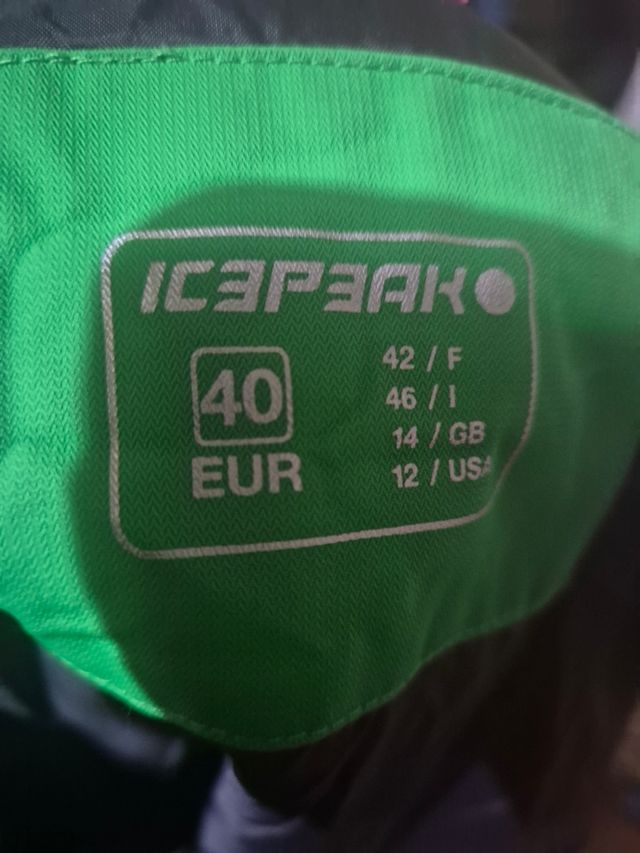 ICEPEAK
40
EUR
42 / F
46 / I
14 / GB
12 / USA